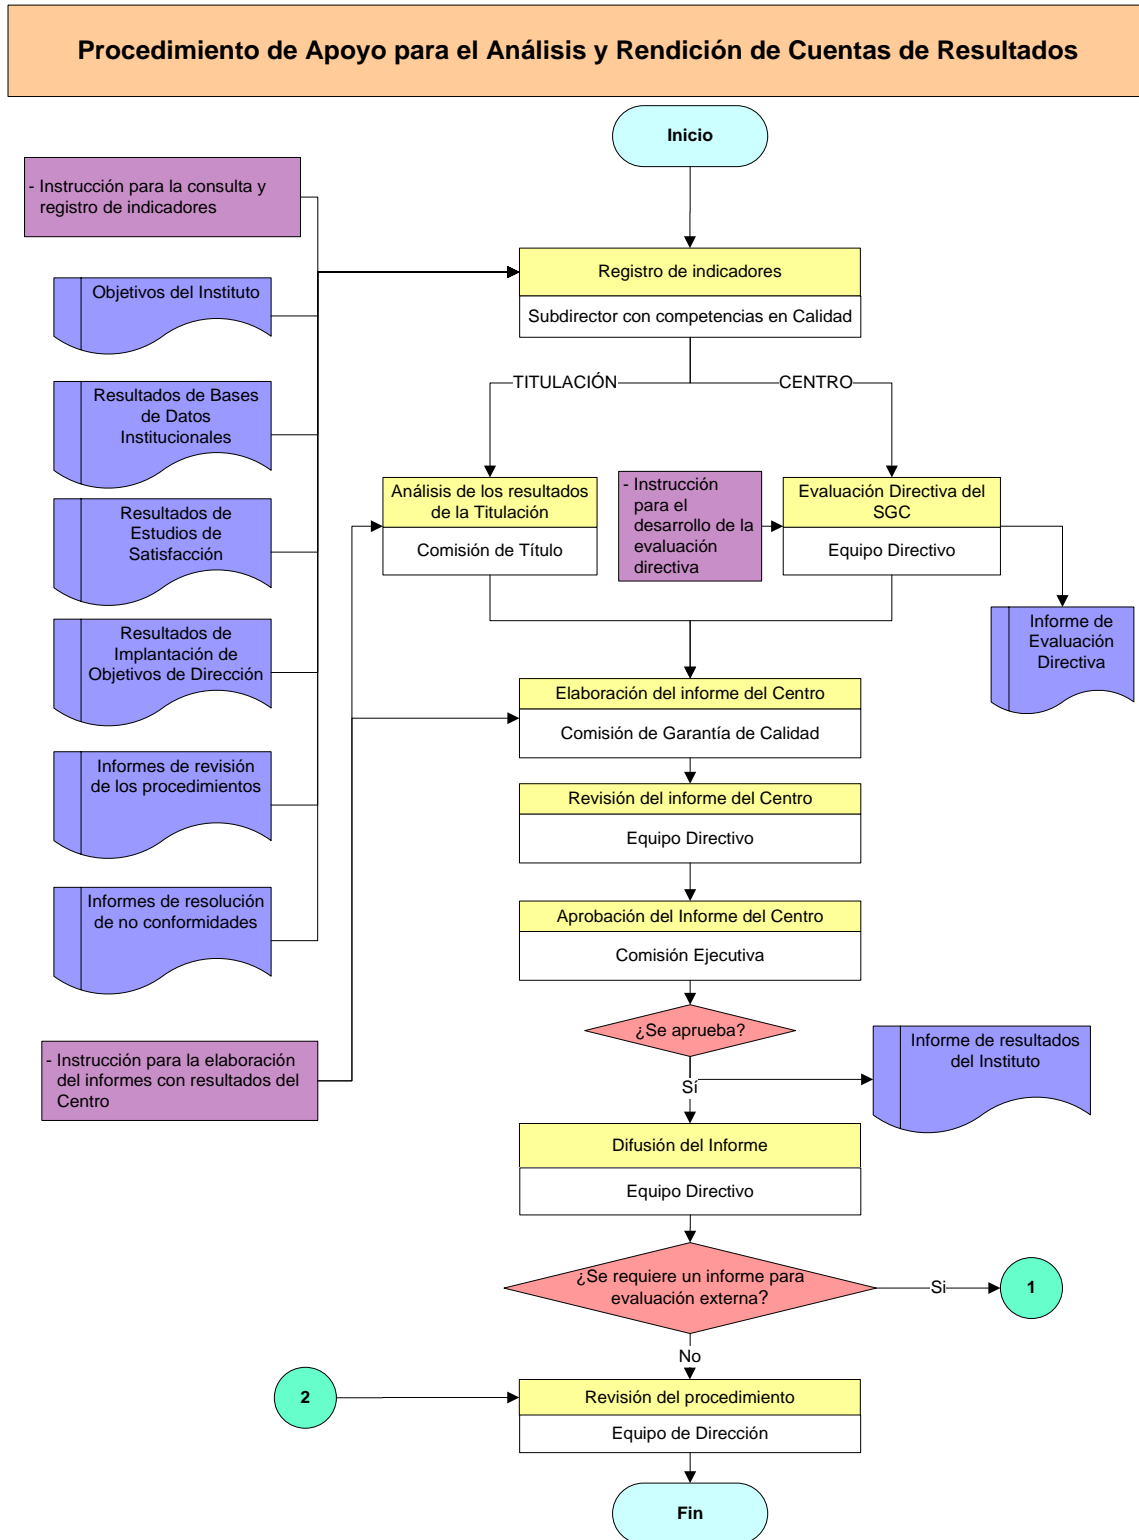 Procedimiento de Apoyo para el Análisis y Rendición de Cuentas de Resultados
Inicio
- Instrucción para la consulta y
registro de indicadores
Registro de indicadores
Subdirector con competencias en Calidad
Objetivos del Instituto
Resultados de Bases
de Datos
Institucionales
Resultados de
Estudios de
Satisfacción
Resultados de
Implantación de
Objetivos de Dirección
Informes de revisión
de los procedimientos
Informes de resolución
de no conformidades
- Instrucción para la elaboración
del informes con resultados del
Centro
TITULACIÓN
CENTRO
Análisis de los resultados
de la Titulación
Comisión de Título
- Instrucción
para el
desarrollo de la
evaluación
directiva
Evaluación Directiva del
SGC
Equipo Directivo
Informe de
Evaluación
Directiva
Elaboración del informe del Centro
Comisión de Garantía de Calidad
Revisión del informe del Centro
Equipo Directivo
Aprobación del Informe del Centro
Comisión Ejecutiva
¿Se aprueba?
Sí
Informe de resultados
del Instituto
Difusión del Informe
Equipo Directivo
¿Se requiere un informe para
evaluación externa?
Si
1
No
2
Revisión del procedimiento
Equipo de Dirección
Fin